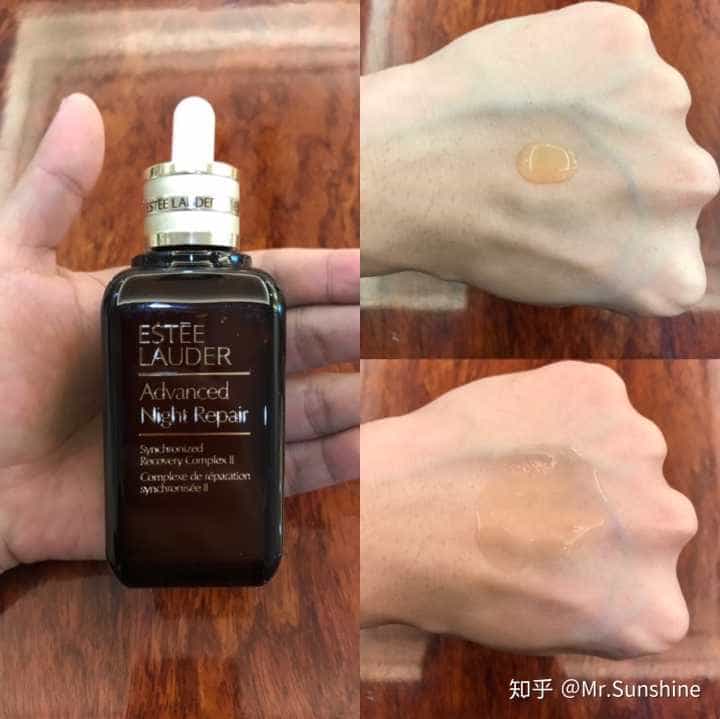 ESTĒE LAUDER
ESTĒE
LAUDER
Advanced
Night Repair
Synchronized
Recovery Complex II
Complexe de réparation
synchronisée II
知乎 @Mr.Sunshine